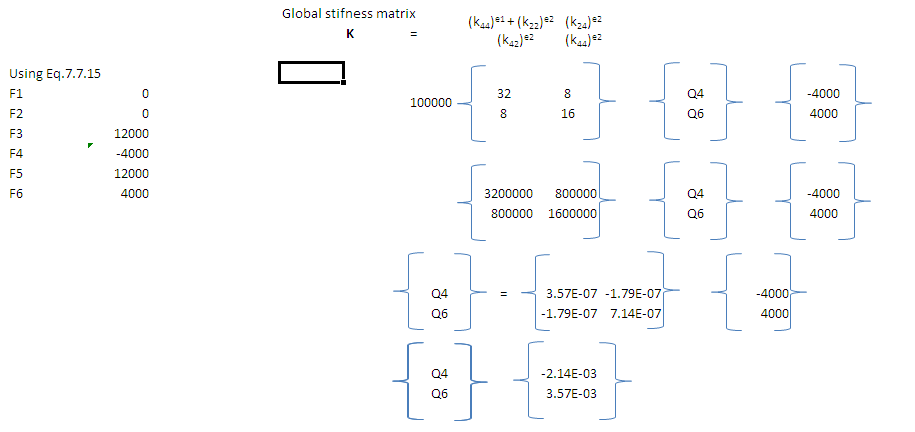 Global stifness matrix
K = (k₄₄)ᵉ¹+(k₂₂)ᵉ² (k₂₄)ᵉ²
(k₄₂)ᵉ² (k₄₄)ᵉ²
Using Eq.7.7.15
F1 0
F2 0
F3 12000
F4 -4000
F5 12000
F6 4000
100000
32 8 Q4 -4000
8 16 Q6 4000
3200000 800000 Q4 -4000
800000 1600000 Q6 4000
Q4 = 3.57E-07 -1.79E-07 -4000
Q6 -1.79E-07 7.14E-07 4000
Q4 -2.14E-03
Q6 3.57E-03